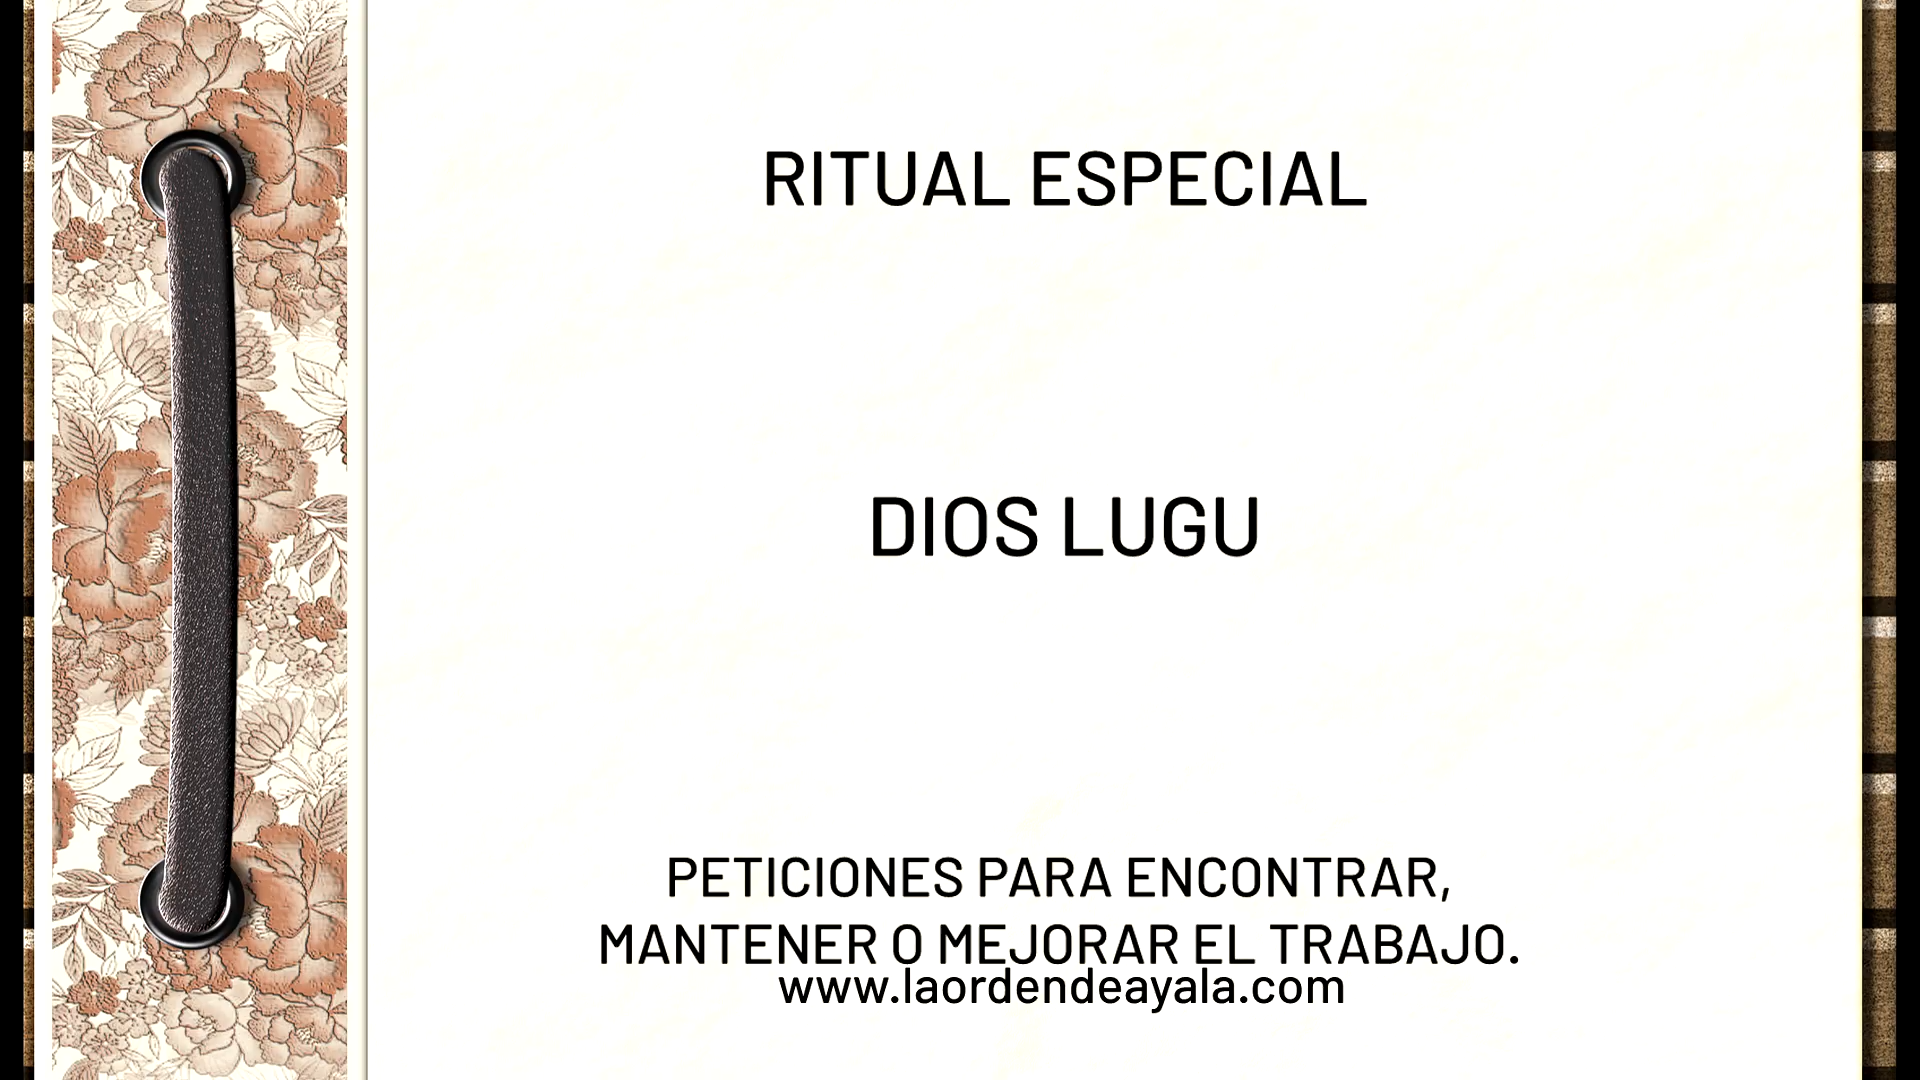 RITUAL ESPECIAL
DIOS LUGU
PETICIONES PARA ENCONTRAR,
MANTENER O MEJORAR EL TRABAJO.
www.laordendeayala.com